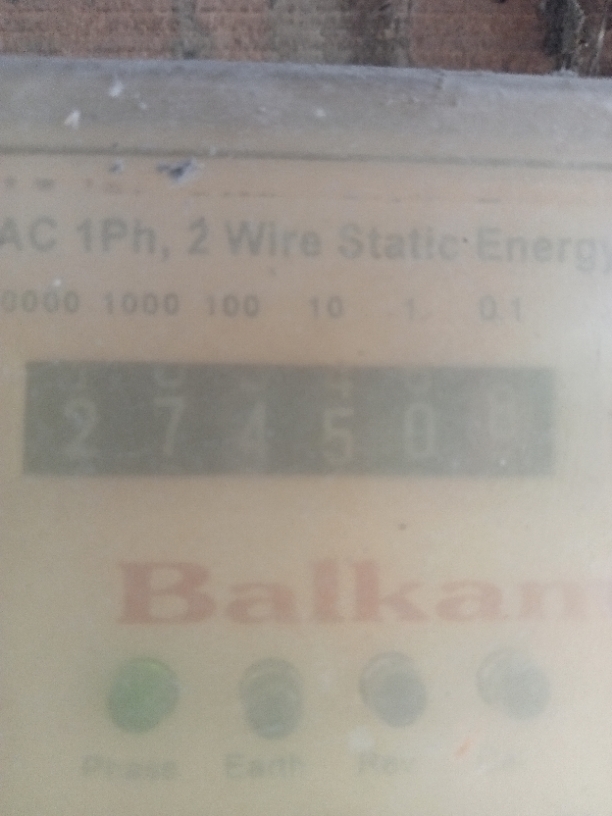 AC 1Ph, 2 Wire Static Energy
0000 1000 100 10 1 0.1
2 7 4 5 0
Balkam
Phase Earth Rev